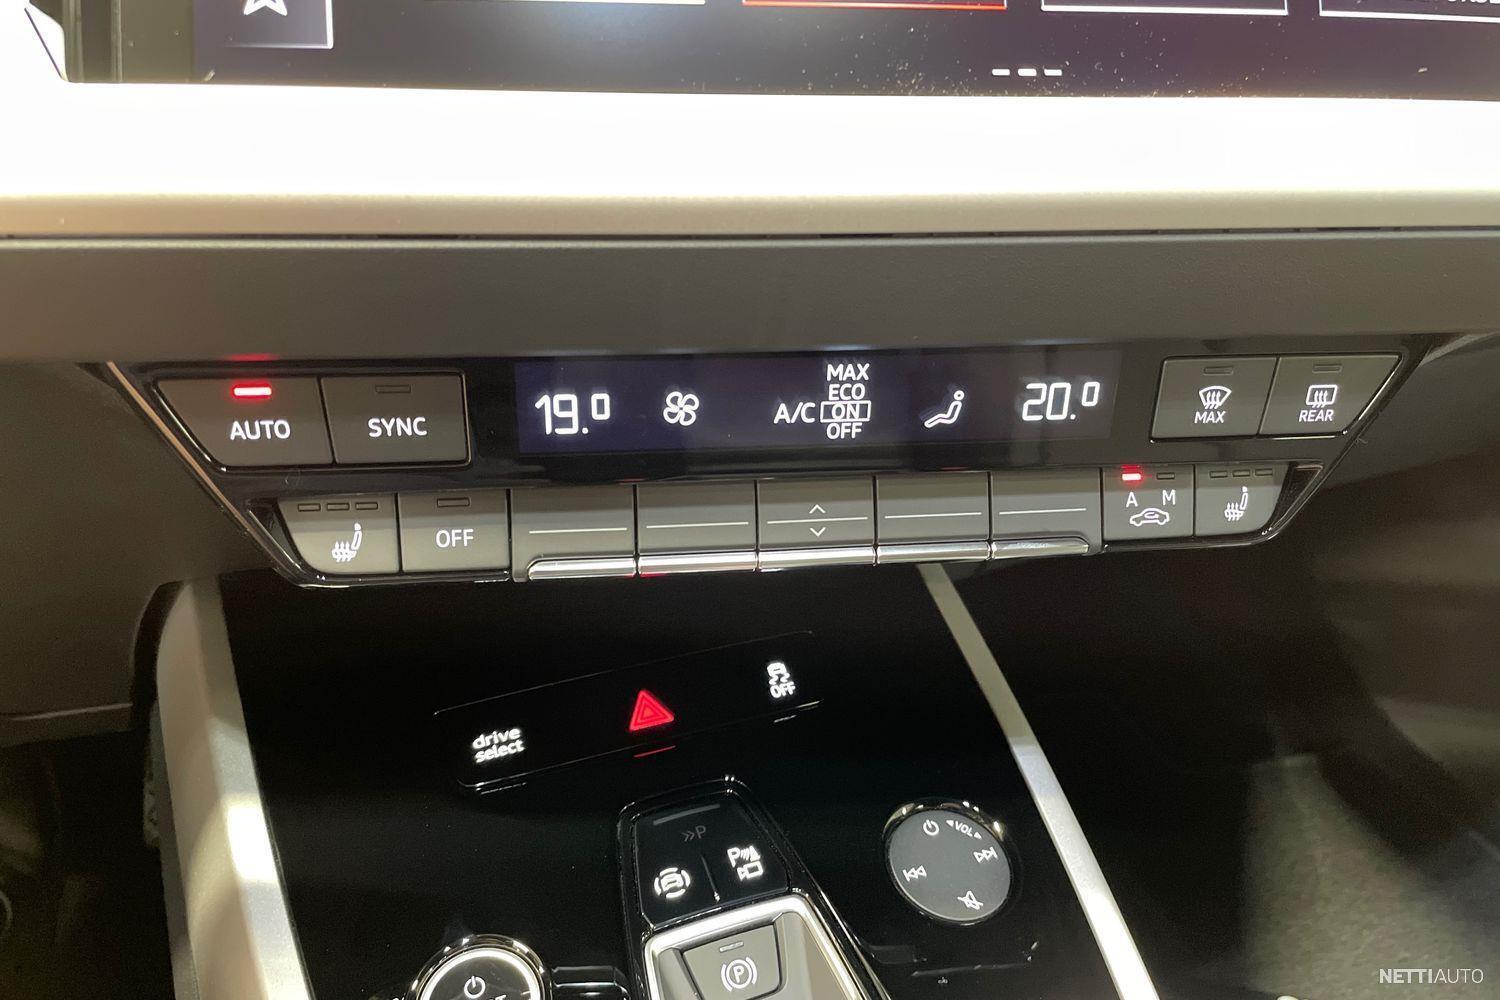 AUTO
SYNC
19.0
A/C
MAX
ECO
ON
OFF
20.0
MAX
REAR
OFF
A M
drive
select
OFF
P
P
VOL
P
NETTIAUTO